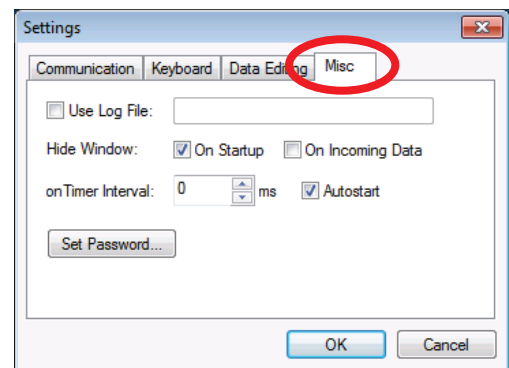 Settings
Communication Keyboard Data Editing Misc
Use Log File:
Hide Window: On Startup On Incoming Data
onTimer Interval: 0 ms Autostart
Set Password...
OK Cancel